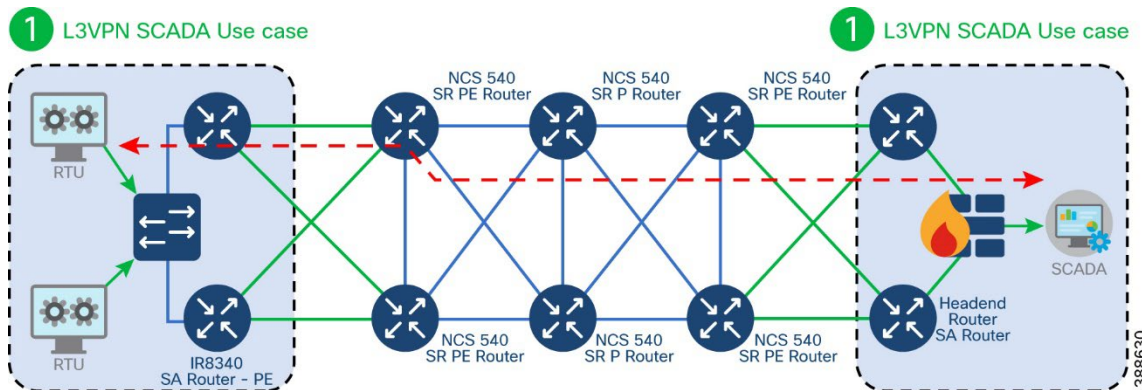 1 L3VPN SCADA Use case
1 L3VPN SCADA Use case
RTU
RTU
IR8340
SA Router - PE
NCS 540
SR PE Router
NCS 540
SR P Router
NCS 540
SR PE Router
NCS 540
SR PE Router
NCS 540
SR P Router
NCS 540
SR PE Router
SCADA
Headend
Router
SA Router
388630